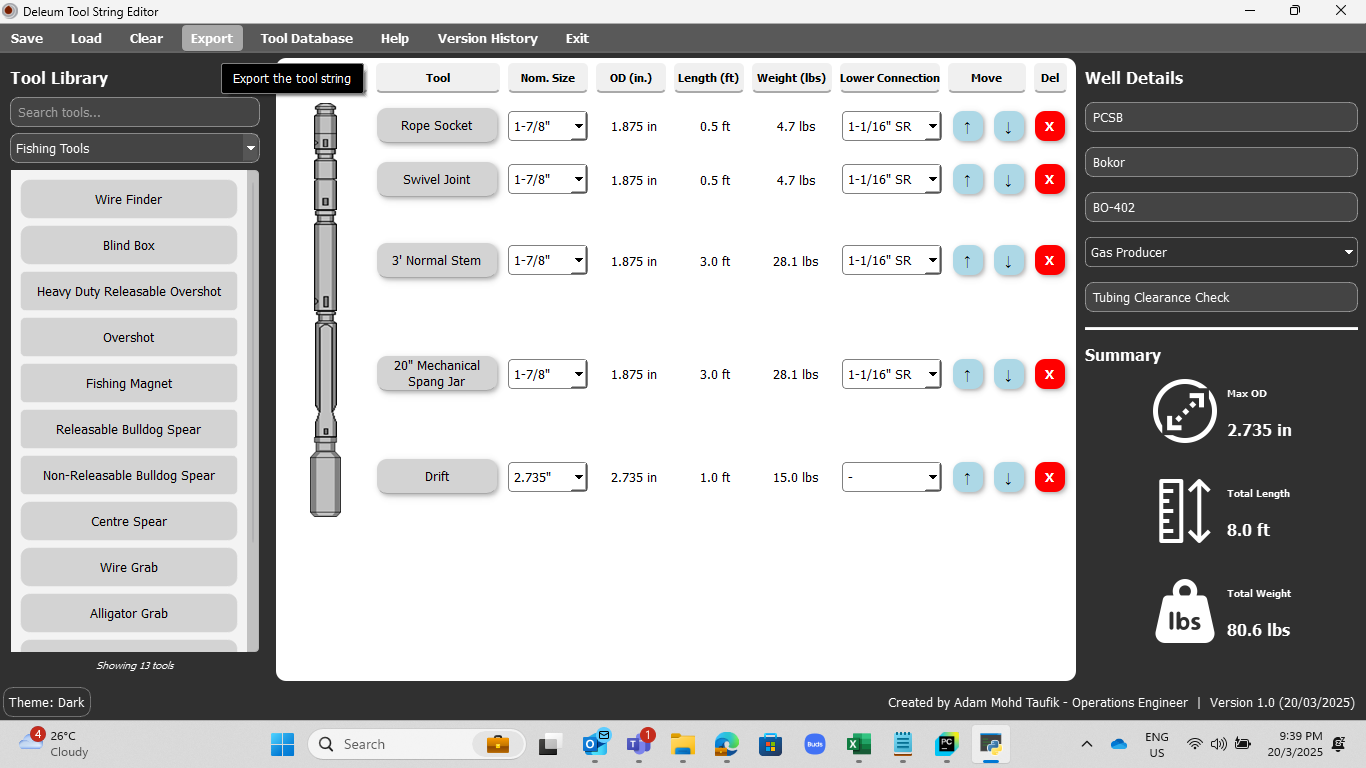 Deleum Tool String Editor
Save Load Clear Export Tool Database Help Version History Exit
Export the tool string
Tool Library
Search tools...
Fishing Tools
Wire Finder
Blind Box
Heavy Duty Releasable Overshot
Overshot
Fishing Magnet
Releasable Bulldog Spear
Non-Releasable Bulldog Spear
Centre Spear
Wire Grab
Alligator Grab
Showing 13 tools
Tool Nom. Size OD (in.) Length (ft) Weight (lbs) Lower Connection Move Del
Rope Socket 1-7/8" 1.875 in 0.5 ft 4.7 lbs 1-1/16" SR ↑ ↓ X
Swivel Joint 1-7/8" 1.875 in 0.5 ft 4.7 lbs 1-1/16" SR ↑ ↓ X
3' Normal Stem 1-7/8" 1.875 in 3.0 ft 28.1 lbs 1-1/16" SR ↑ ↓ X
20" Mechanical
Spang Jar 1-7/8" 1.875 in 3.0 ft 28.1 lbs 1-1/16" SR ↑ ↓ X
Drift 2.735" 2.735 in 1.0 ft 15.0 lbs - ↑ ↓ X
Well Details
PCSB
Bokor
BO-402
Gas Producer
Tubing Clearance Check
Summary
Max OD
2.735 in
Total Length
8.0 ft
lbs
Total Weight
80.6 lbs
Theme: Dark
Created by Adam Mohd Taufik - Operations Engineer | Version 1.0 (20/03/2025)
4
26°C
Cloudy
Search
1
Buds
PC
ENG
US
9:39 PM
20/3/2025